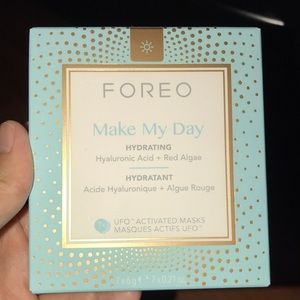 FOREO
Make My Day
HYDRATING
Hyaluronic Acid + Red Algae
HYDRATANT
Acide Hyaluronique + Algue Rouge
UFO™ ACTIVATED MASKS
MASQUES ACTIFS UFO™